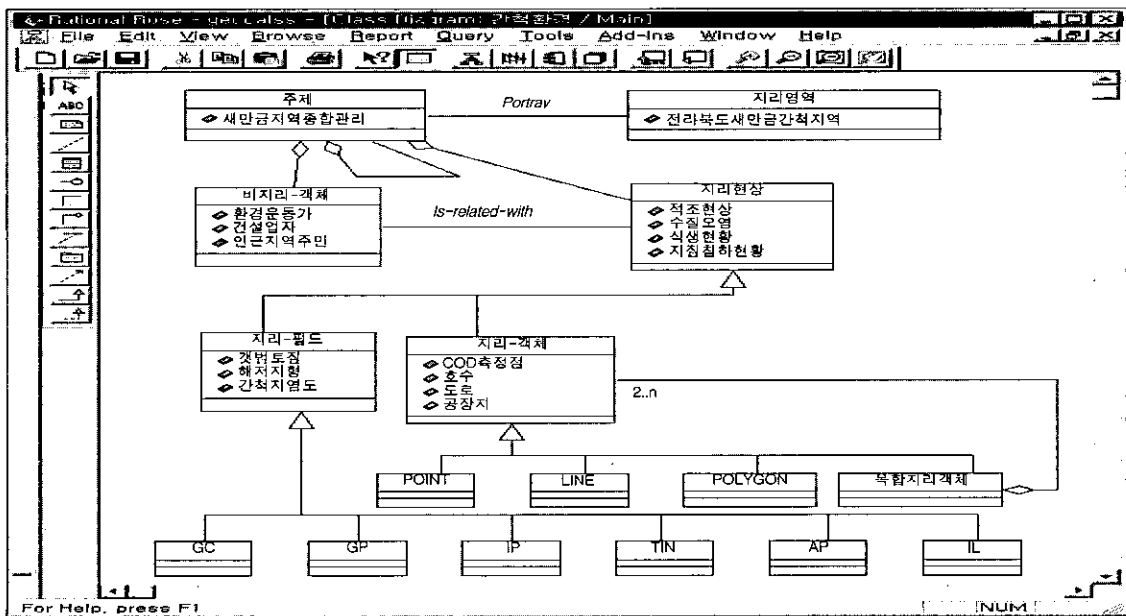 Rational Rose - geccalss - [Class Diagram: 간척환경 / Main]
File Edit View Browse Report Query Tools Add-Ins Window Help
ABC
주제
새만금지역종합관리
Portray
지리영역
전라북도새만금간척지역
비지리-객체
환경운동가
건설업자
인근지역주민
Is-related-with
지리현상
적조현상
수질오염
식생현황
지침침하현황
지리-필드
갯벌토질
해저지형
간척지영도
지리-객체
COD측정점
호수
도로
공장지
2..n
POINT
LINE
POLYGON
복합지리객체
GC
GP
IP
TIN
AP
IL
For Help, press F1
NUM